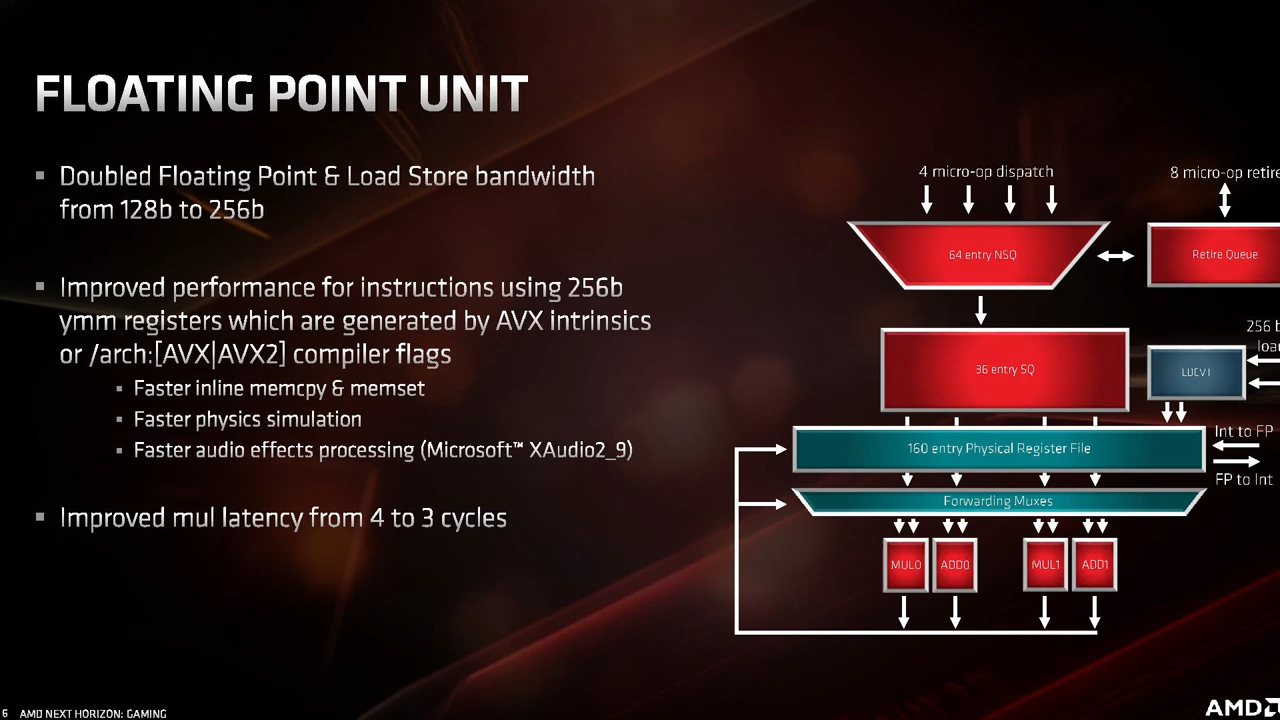 FLOATING POINT UNIT
Doubled Floating Point & Load Store bandwidth
from 128b to 256b
Improved performance for instructions using 256b
ymm registers which are generated by AVX intrinsics
or /arch:[AVX|AVX2] compiler flags
Faster inline memcpy & memset
Faster physics simulation
Faster audio effects processing (Microsoft™ XAudio2_9)
Improved mul latency from 4 to 3 cycles
4 micro-op dispatch
8 micro-op retire
64 entry NSQ
Retire Queue
256 b
loa
36 entry SQ
LDCVT
160 entry Physical Register File
Int to FP
FP to Int
Forwarding Muxes
MUL0 ADD0 MUL1 ADD1
6 AMD NEXT HORIZON: GAMING
AMD